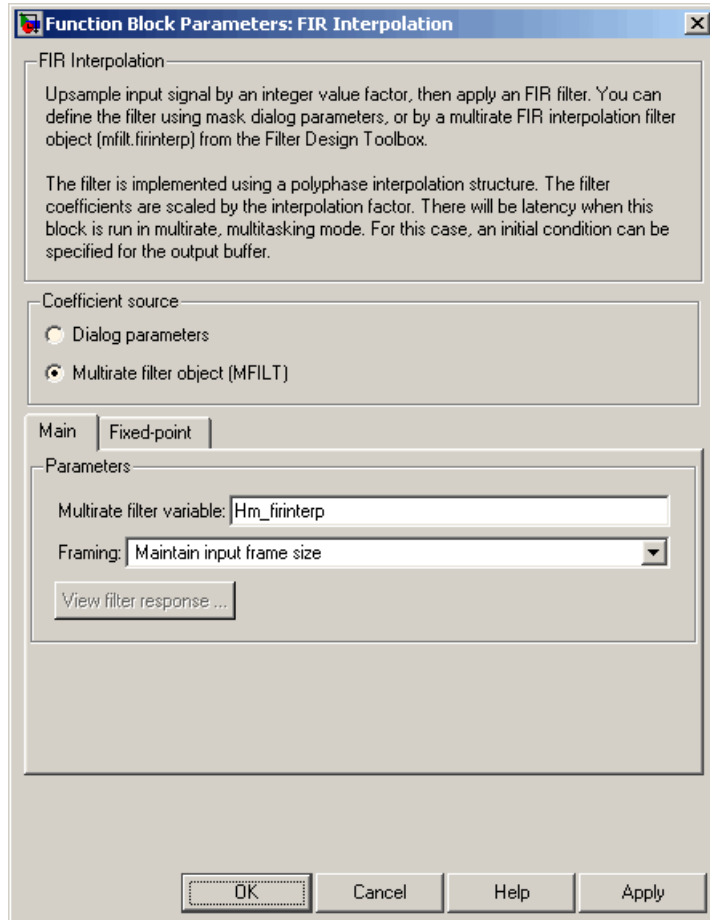 Function Block Parameters: FIR Interpolation
FIR Interpolation
Upsample input signal by an integer value factor, then apply an FIR filter. You can
define the filter using mask dialog parameters, or by a multirate FIR interpolation filter
object (mfilt.firinterp) from the Filter Design Toolbox.
The filter is implemented using a polyphase interpolation structure. The filter
coefficients are scaled by the interpolation factor. There will be latency when this
block is run in multirate, multitasking mode. For this case, an initial condition can be
specified for the output buffer.
Coefficient source
Dialog parameters
Multirate filter object (MFILT)
Main Fixed-point
Parameters
Multirate filter variable: Hm_firinterp
Framing: Maintain input frame size
View filter response ...
OK Cancel Help Apply